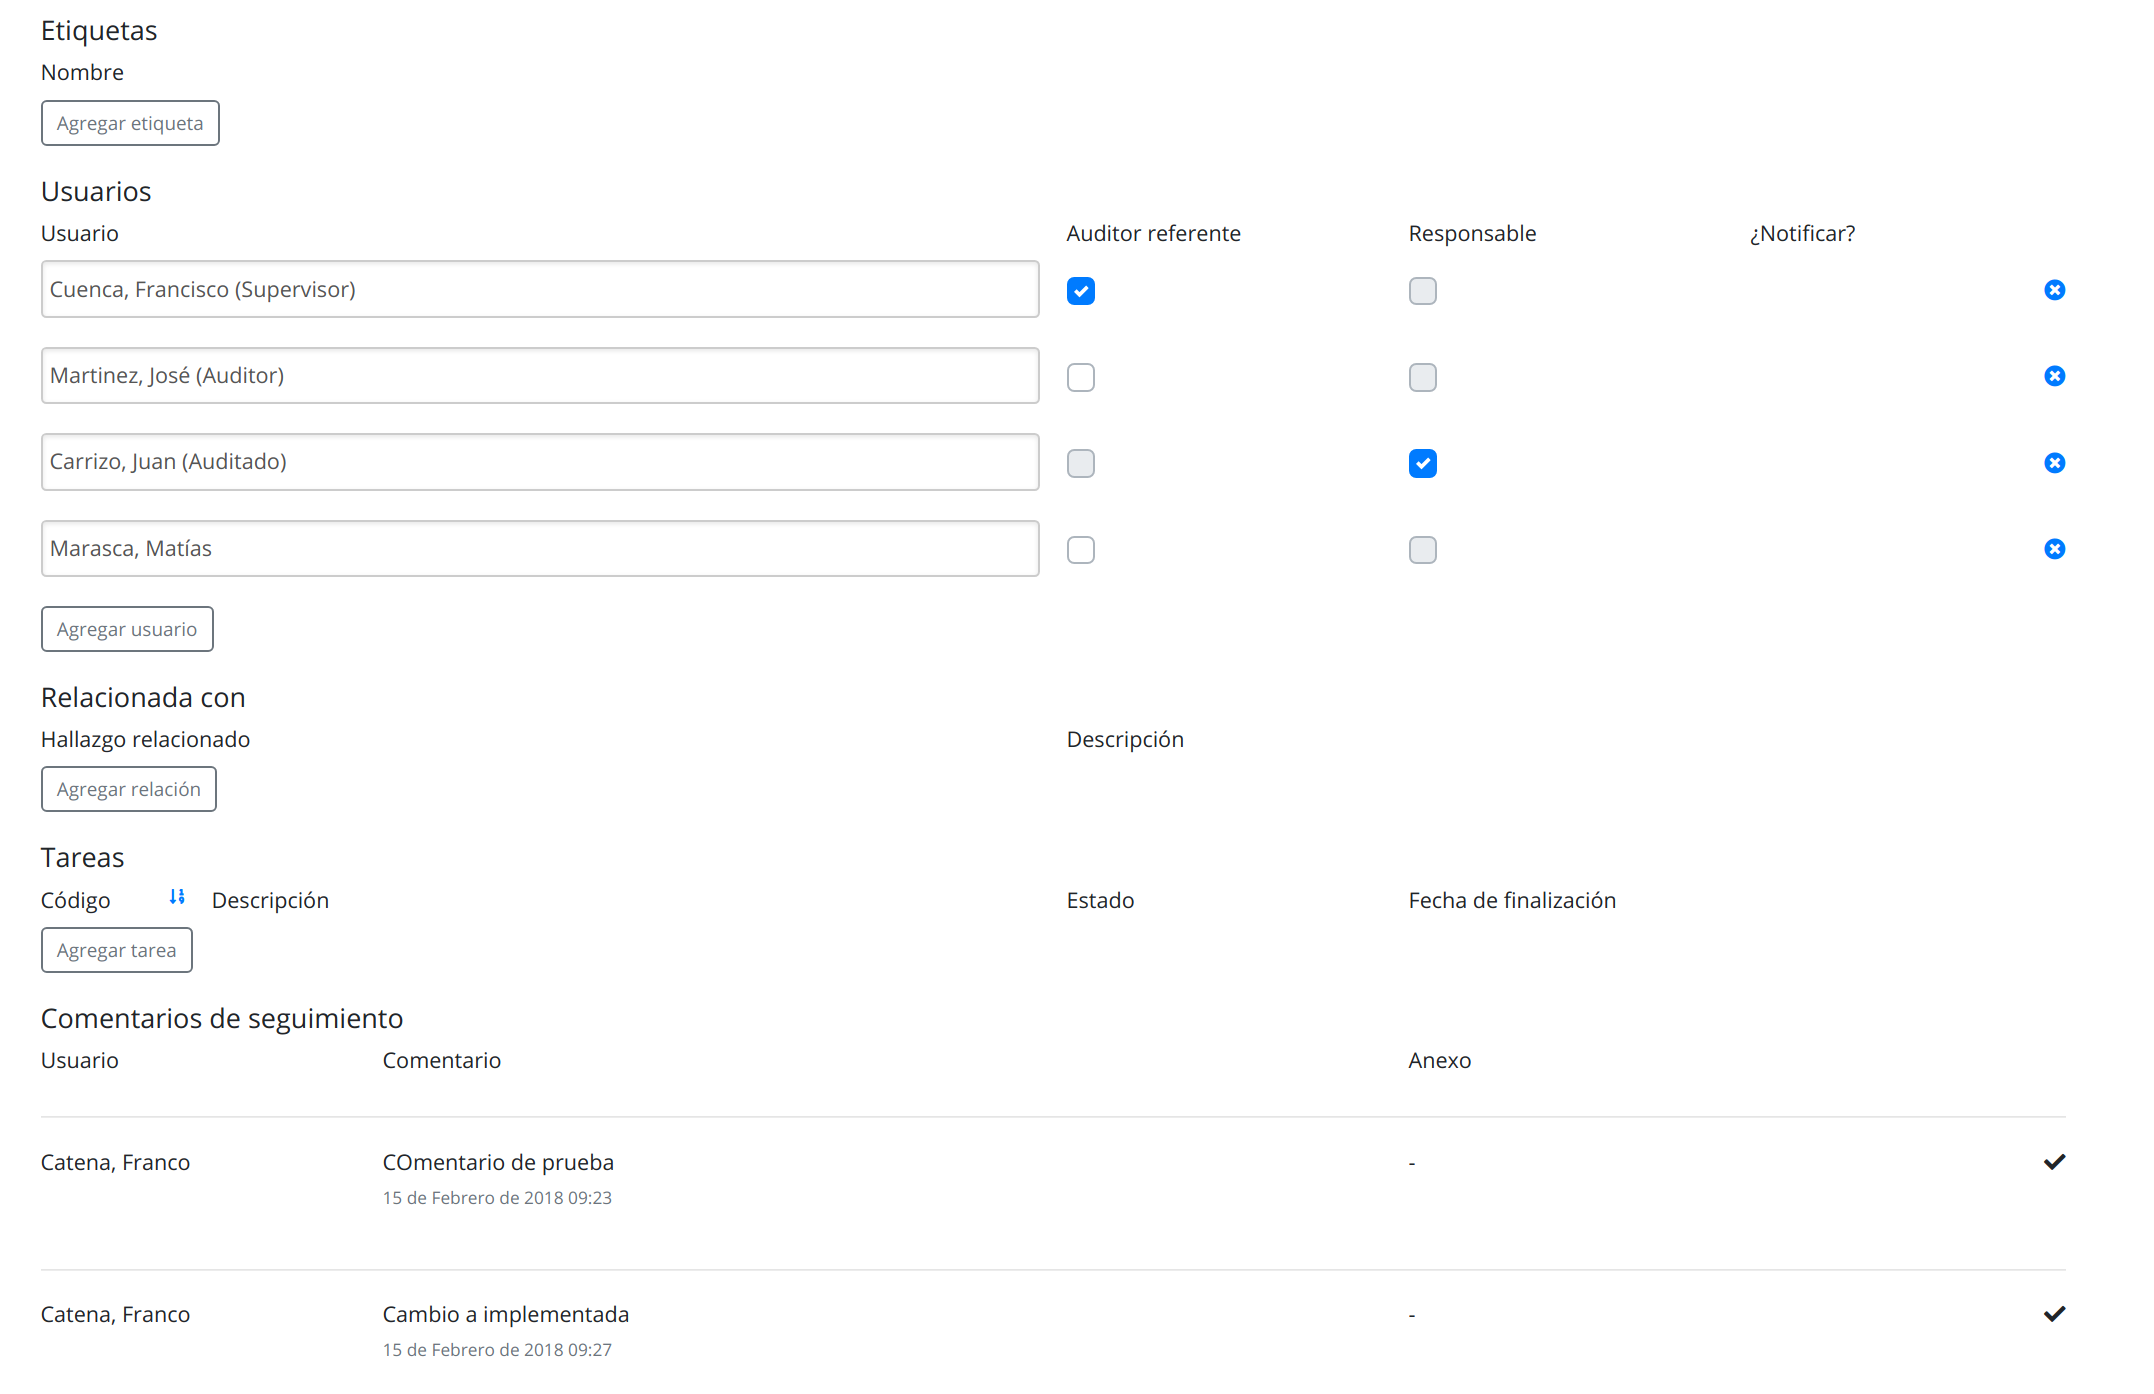 Etiquetas
Nombre
Agregar etiqueta
Usuarios
Usuario Auditor referente Responsable ¿Notificar?
Cuenca, Francisco (Supervisor)
Martinez, José (Auditor)
Carrizo, Juan (Auditado)
Marasca, Matías
Agregar usuario
Relacionada con
Hallazgo relacionado Descripción
Agregar relación
Tareas
Código Descripción Estado Fecha de finalización
Agregar tarea
Comentarios de seguimiento
Usuario Comentario Anexo
Catena, Franco COmentario de prueba -
15 de Febrero de 2018 09:23
Catena, Franco Cambio a implementada -
15 de Febrero de 2018 09:27